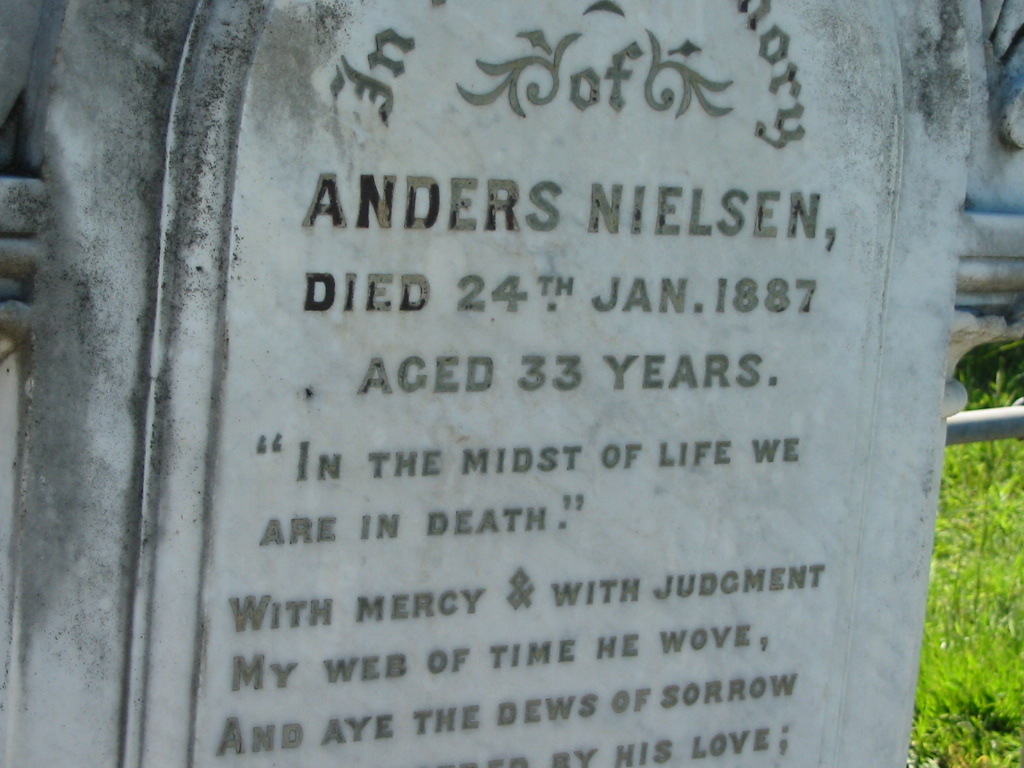 In
of
ANDERS NIELSEN,
DIED 24TH JAN. 1887
AGED 33 YEARS.
"IN THE MIDST OF LIFE WE
ARE IN DEATH."
WITH MERCY & WITH JUDGMENT
MY WEB OF TIME HE WOVE,
AND AYE THE DEWS OF SORROW
BY HIS LOVE;